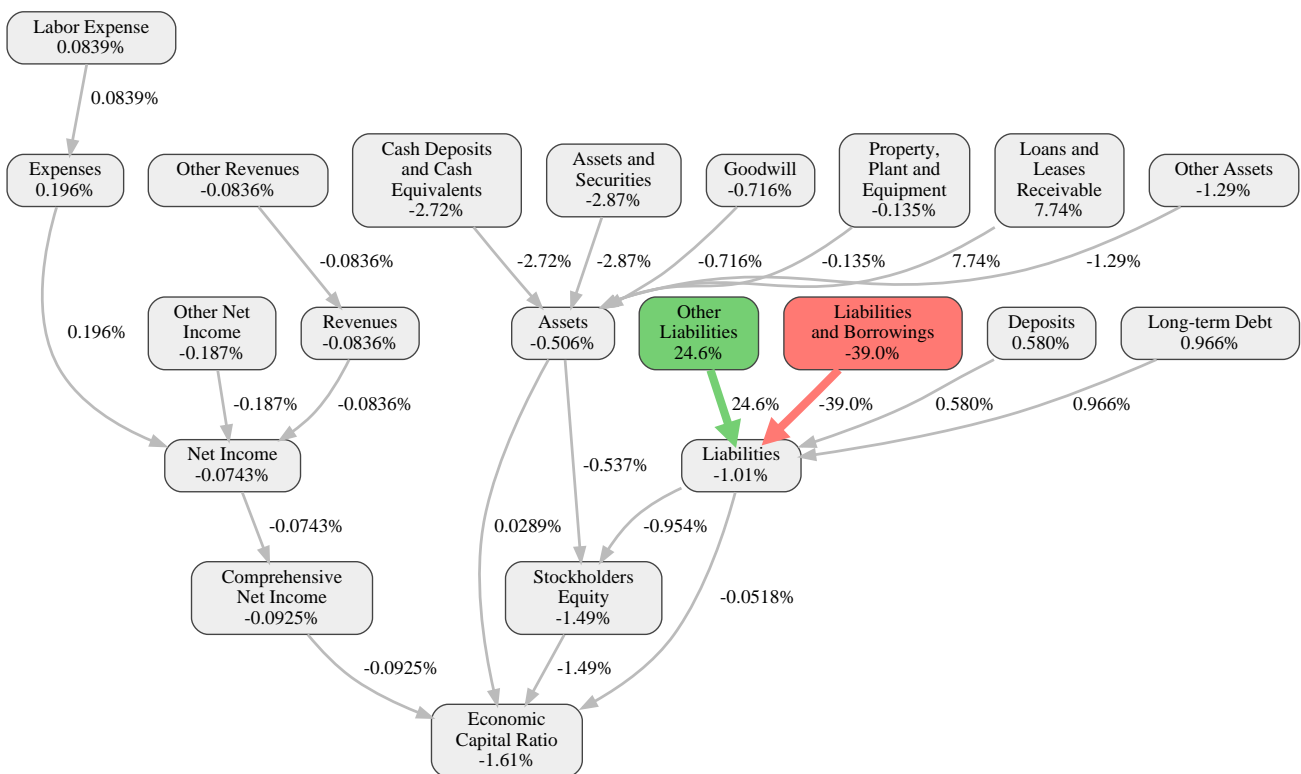 Labor Expense
0.0839%
0.0839%
Expenses
0.196%
Other Revenues
-0.0836%
Cash Deposits
and Cash
Equivalents
-2.72%
Assets and
Securities
-2.87%
Goodwill
-0.716%
Property,
Plant and
Equipment
-0.135%
Loans and
Leases
Receivable
7.74%
Other Assets
-1.29%
-0.0836%
-2.72%
-2.87%
-0.716%
-0.135%
7.74%
-1.29%
0.196%
Other Net
Income
-0.187%
Revenues
-0.0836%
Assets
-0.506%
Other
Liabilities
24.6%
Liabilities
and Borrowings
-39.0%
Deposits
0.580%
Long-term Debt
0.966%
-0.187%
-0.0836%
24.6%
-39.0%
0.580%
0.966%
Net Income
-0.0743%
-0.537%
Liabilities
-1.01%
-0.0743%
0.0289%
-0.954%
Comprehensive
Net Income
-0.0925%
Stockholders
Equity
-1.49%
-0.0518%
-0.0925%
-1.49%
Economic
Capital Ratio
-1.61%